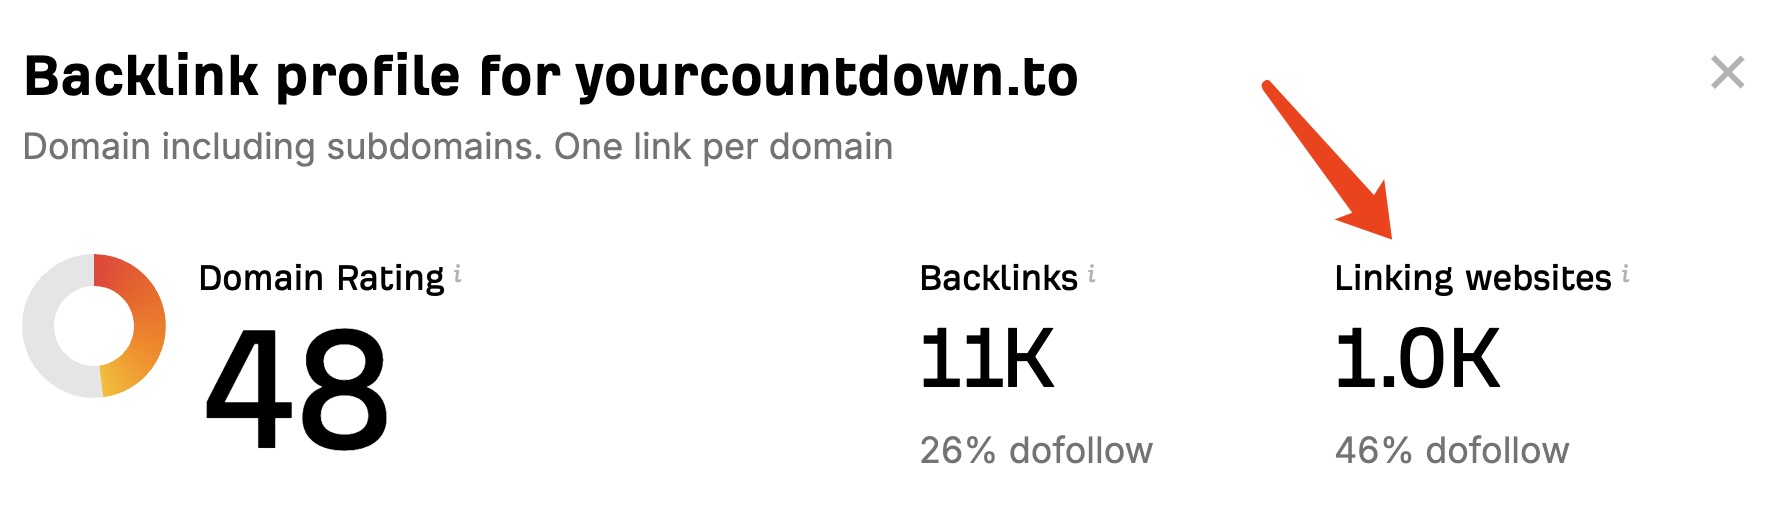 Backlink profile for yourcountdown.to
Domain including subdomains. One link per domain
Domain Rating i
48
Backlinks i
11K
26% dofollow
Linking websites i
1.0K
46% dofollow